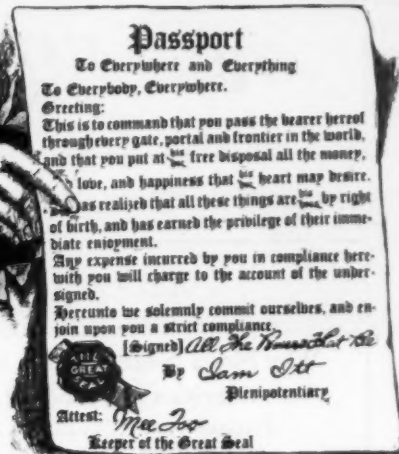 Passport
To Everywhere and Everything
To Everybody, Everywhere.
Greeting:
This is to command that you pass the bearer hereof
through every gate, portal and frontier in the world,
and that you put at his free disposal all the money,
love, and happiness that his heart may desire.
has realized that all these things are his by right
of birth, and has earned the privilege of their imme-
diate enjoyment.
Any expense incurred by you in compliance here-
with you will charge to the account of the under-
signed.
Hereunto we solemnly commit ourselves, and en-
join upon you a strict compliance.
[Signed] All The Powers That Be
By Iam Itt
Plenipotentiary
GREAT
SEAL
Attest: Mee Too
Keeper of the Great Seal